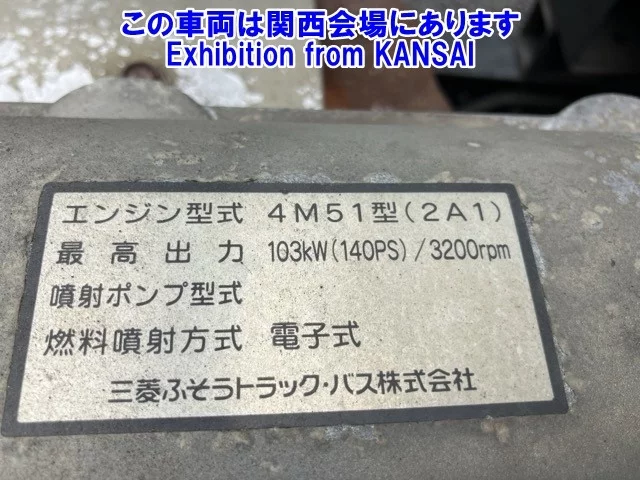 この車両は関西会場にあります
Exhibition from KANSAI
エンジン型式 4M51型(2A1)
最高出力 103kW(140PS)/3200rpm
噴射ポンプ型式
燃料噴射方式 電子式
三菱ふそうトラック・バス株式会社